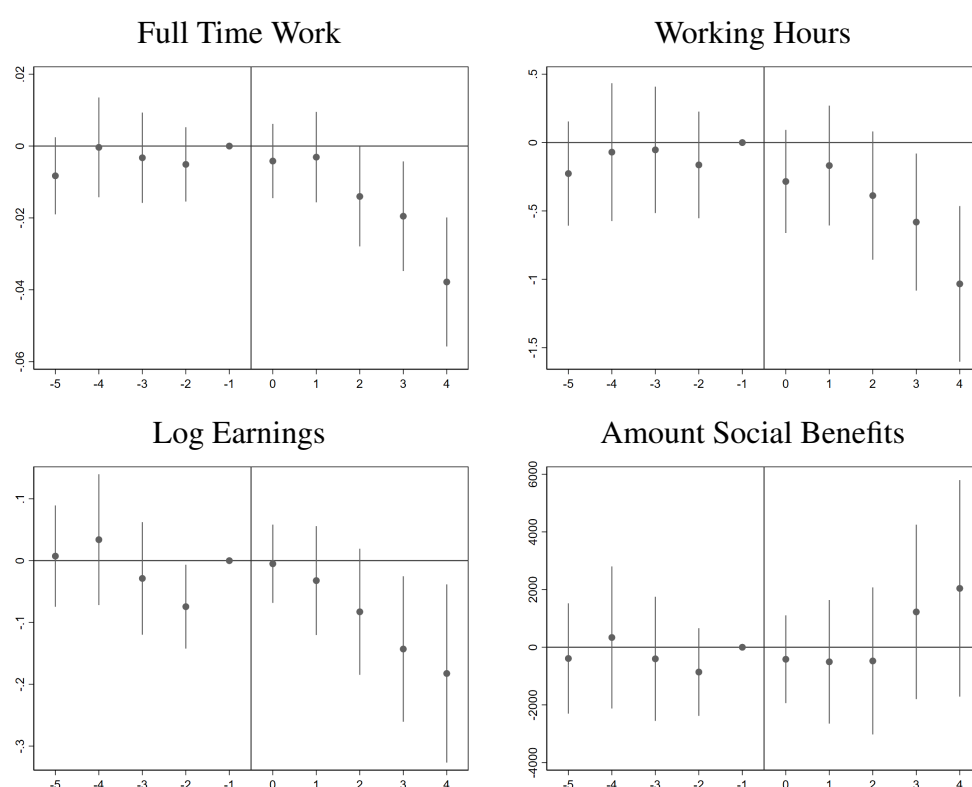 Full Time Work
Working Hours
.02
0
-.02
-.04
-.06
-5 -4 -3 -2 -1 0 1 2 3 4
.5
0
-.5
-1
-1.5
-5 -4 -3 -2 -1 0 1 2 3 4
Log Earnings
Amount Social Benefits
.1
0
-.1
-.2
-.3
-5 -4 -3 -2 -1 0 1 2 3 4
6000
4000
2000
0
-2000
-4000
-5 -4 -3 -2 -1 0 1 2 3 4